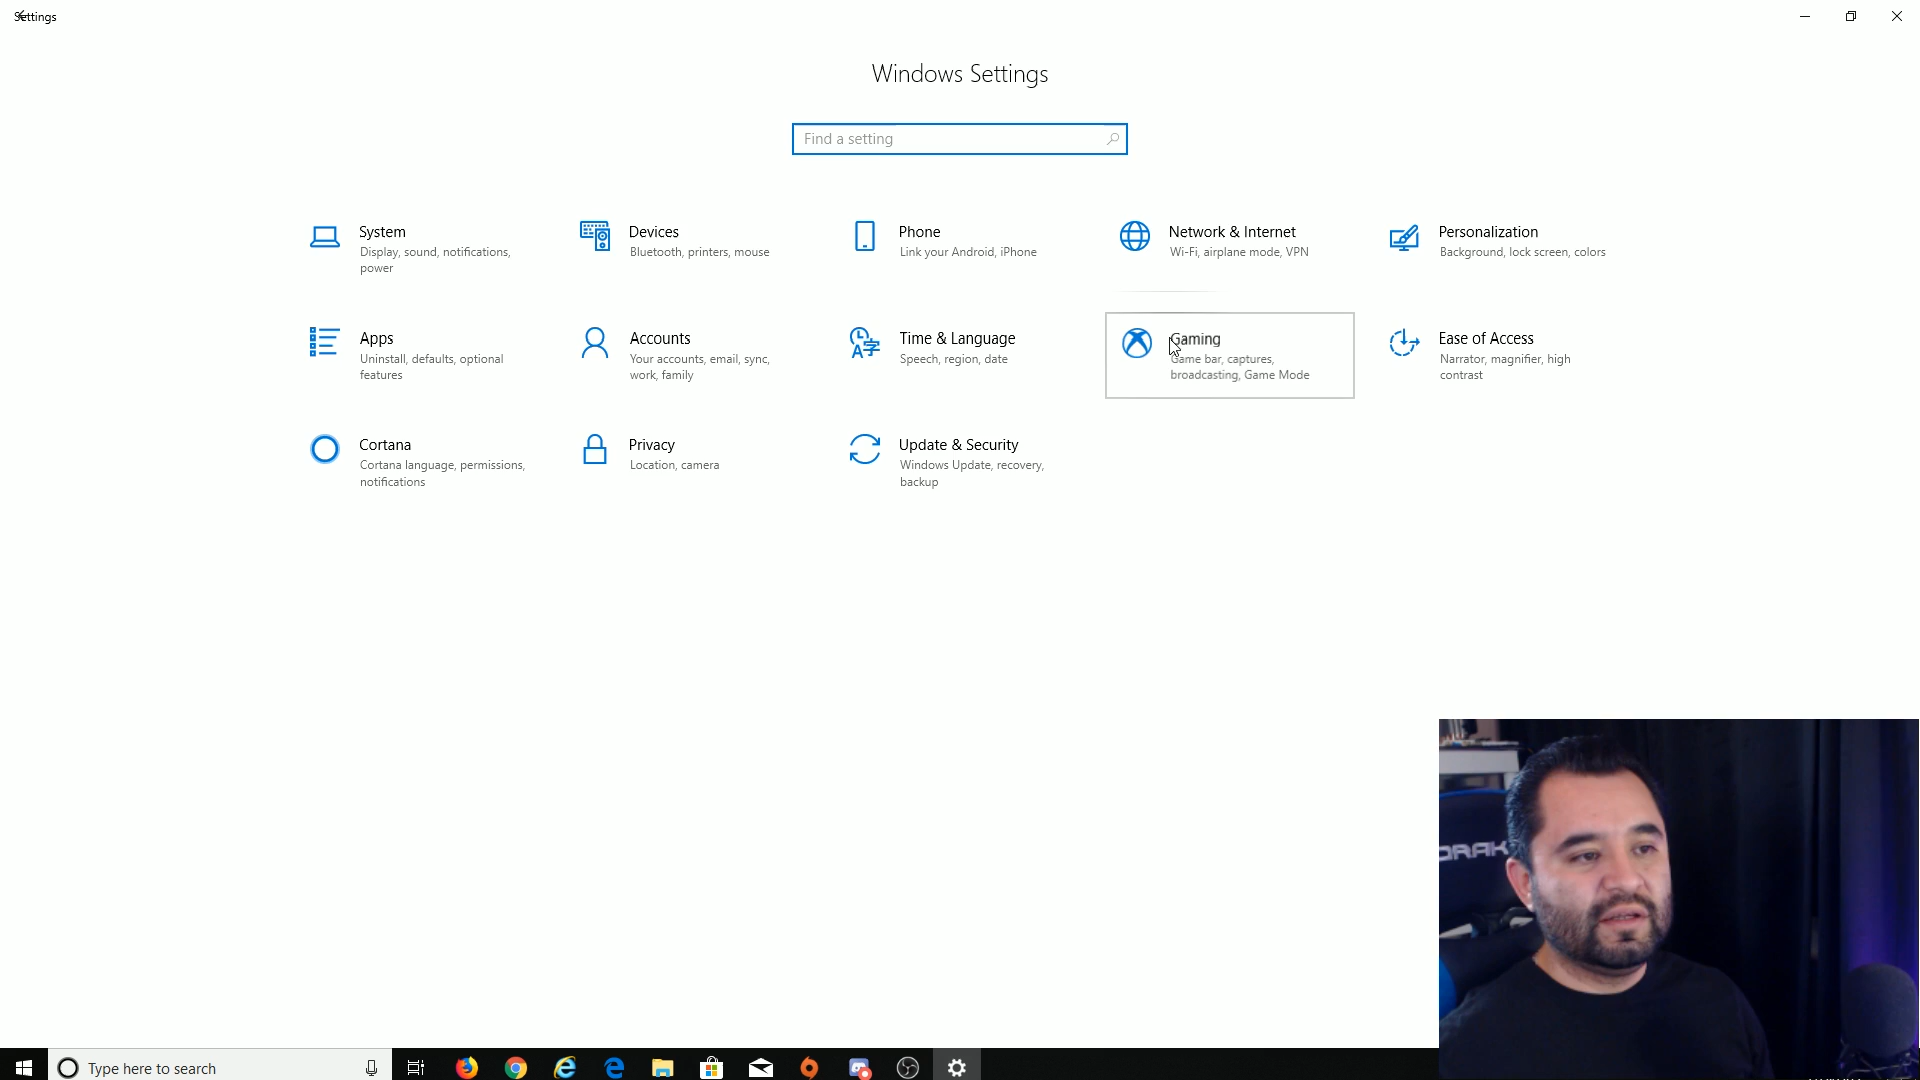 Settings
Windows Settings
Find a setting
System
Display, sound, notifications,
power
Devices
Bluetooth, printers, mouse
Phone
Link your Android, iPhone
Network & Internet
Wi-Fi, airplane mode, VPN
Personalization
Background, lock screen, colors
Apps
Uninstall, defaults, optional
features
Accounts
Your accounts, email, sync,
work, family
Time & Language
Speech, region, date
Gaming
Game bar, captures,
broadcasting, Game Mode
Ease of Access
Narrator, magnifier, high
contrast
Cortana
Cortana language, permissions,
notifications
Privacy
Location, camera
Update & Security
Windows Update, recovery,
backup
Type here to search